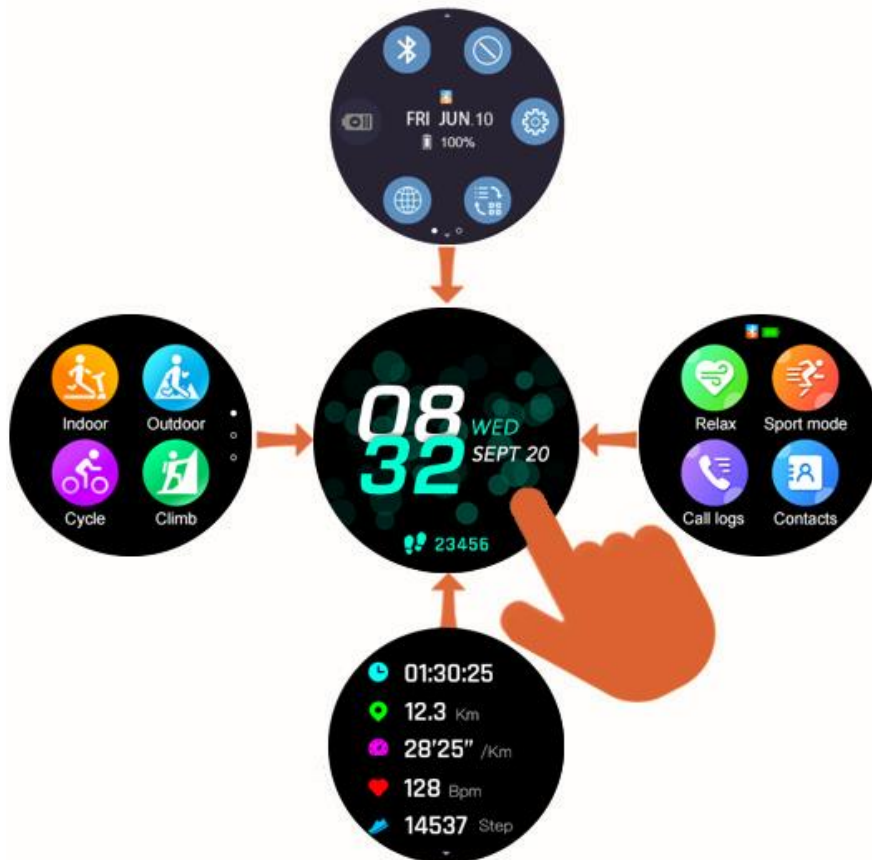 FRI JUN.10
100%
Indoor Outdoor
Cycle Climb
08
32
WED
SEPT 20
23456
Relax Sport mode
Call logs Contacts
01:30:25
12.3 Km
28'25" /Km
128 Bpm
14537 Step